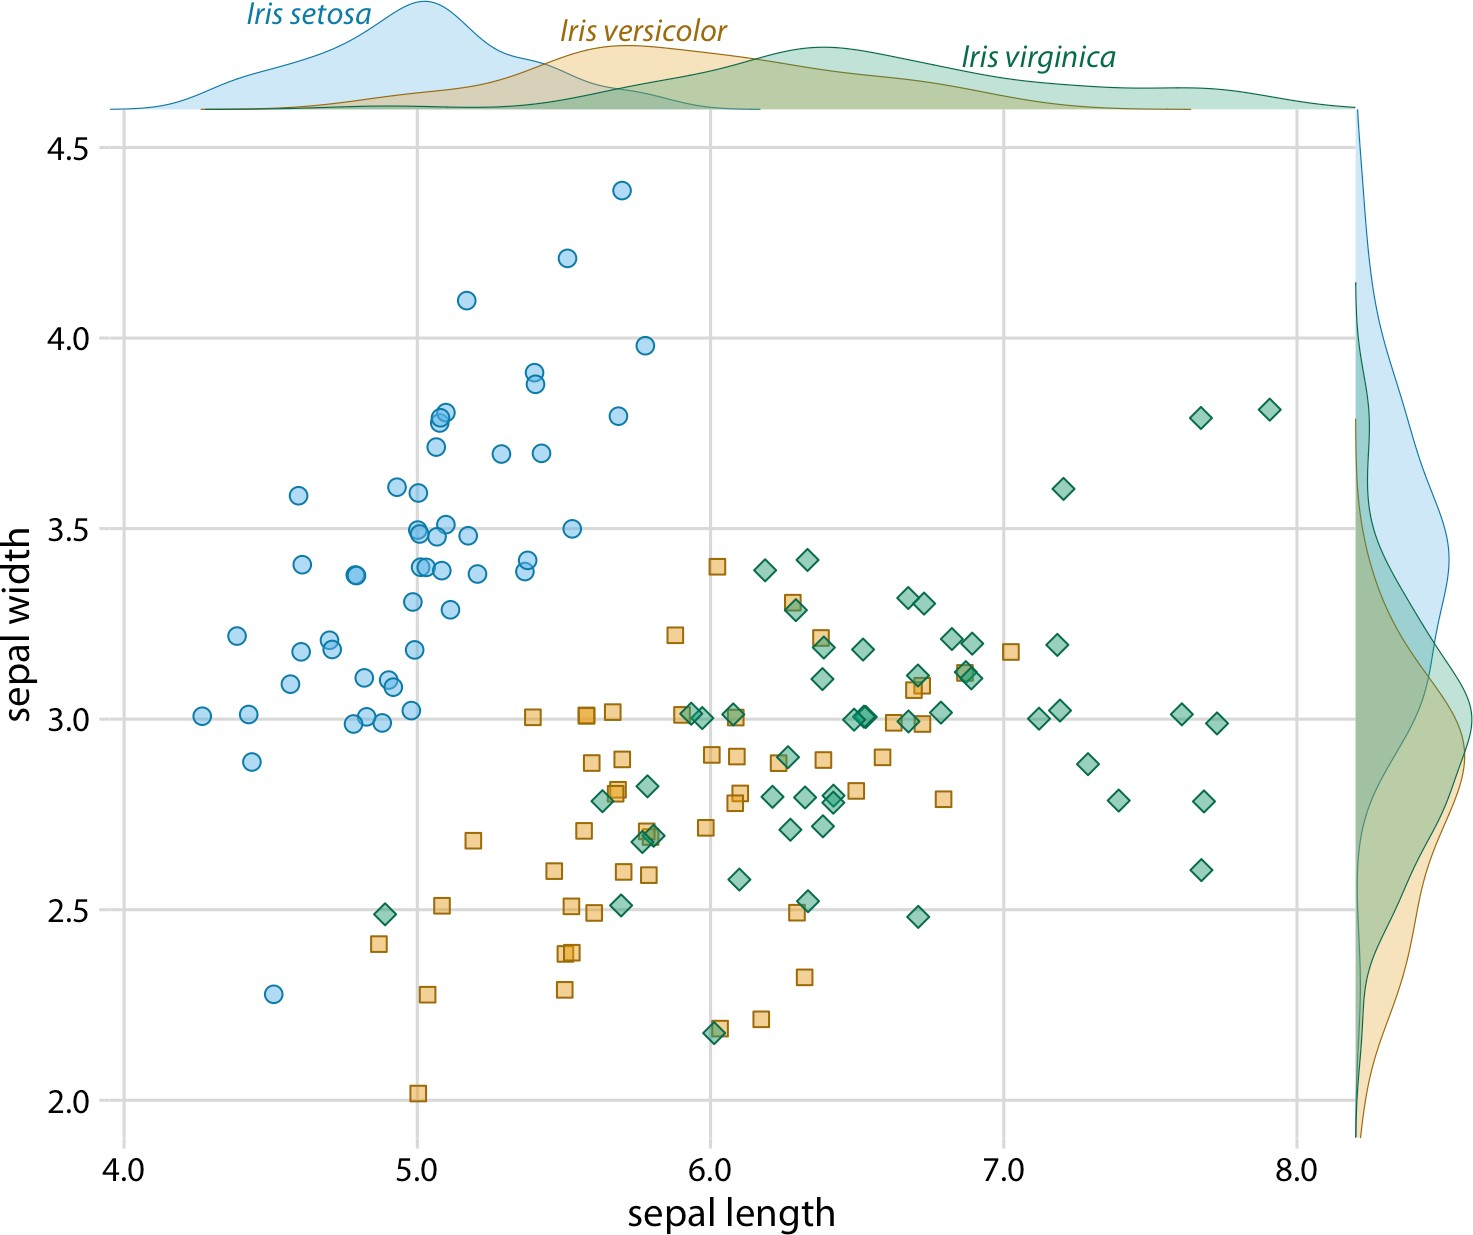 Iris setosa
Iris versicolor
Iris virginica
4.5
4.0
3.5
3.0
2.5
2.0
sepal width
4.0 5.0 6.0 7.0 8.0
sepal length